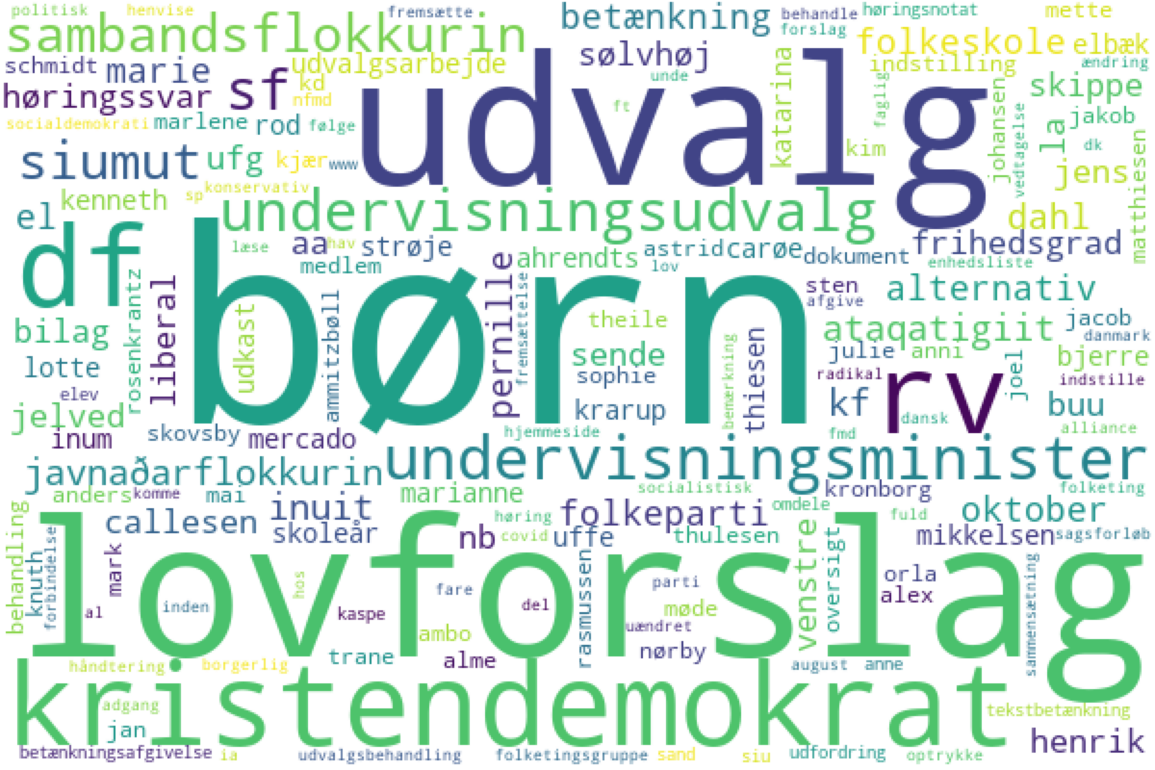 politisk henvise fremsætte betænkning behandle høringsnotat mette
sambandsflokkurin forslag folkeskole elbæk
schmidt marie udvalgsarbejde sølvhøj indstilling ændring
høringssvar sf kd nfmd udvalg unde ft katarina faglig johansen skippe
socialdemokrati marlene rod følge vedtagelse la jakob
siumut ufg kjær www kim dk jens matthiesen
kenneth sp konservativ
el undervisningsudvalg dahl
df læse aa hav strøje astrid carøe dokument frihedsgrad
medlem ahrendts lov enhedsliste
børn sten afgive alternativ
rosenkrantz liberal udkast ammitzbøll pernille fremsættelse
bilag theile ataqatigiit jacob danmark
lotte sende julie anni joel bjerre
elev sophie bemærkning thiesen radikal rv indstille
jelved krarup kf dansk buu
inum skovsby mercado hjemmeside fmd alliance
javnaðarflokkurin undervisningsminister
anders komme mai marianne socialistisk kronborg folketing
behandling callesen inuit høring folkeparti omdele fuld oktober
skoleår nb covid uffe thulesen mikkelsen sagsforløb
knuth forbindelse mark lovforslag hos rasmussen venstre oversigt sammensætning
fare parti orla
al inden kaspe del møde alex
ambo uændret
trane alme nørby
håndtering borgerlig august anne
kristendemokrat
adgang tekstbetænkning
jan henrik
betænkningsafgivelse ia udvalgsbehandling folketingsgruppe sand siu udfordring optrykke